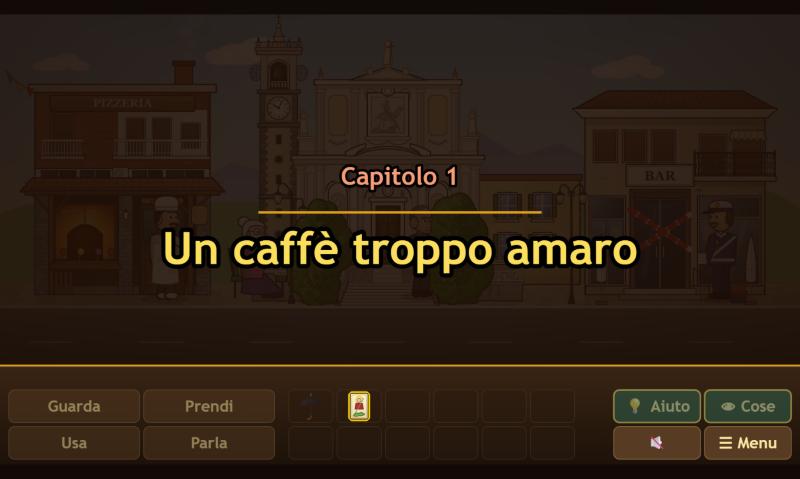 PIZZERIA
BAR
Capitolo 1
Un caffè troppo amaro
Guarda
Prendi
Aiuto
Cose
Usa
Parla
Menu